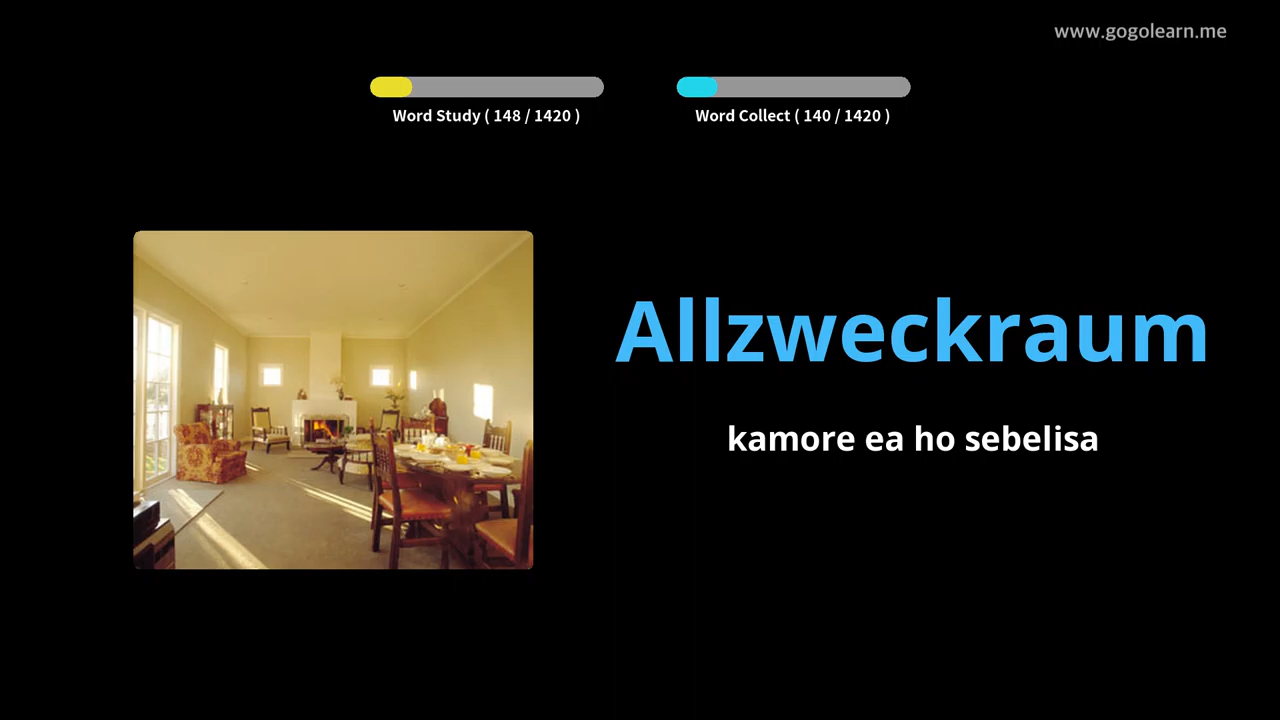 www.gogolearn.me
Word Study ( 148 / 1420 )
Word Collect ( 140 / 1420 )
Allzweckraum
kamore ea ho sebelisa